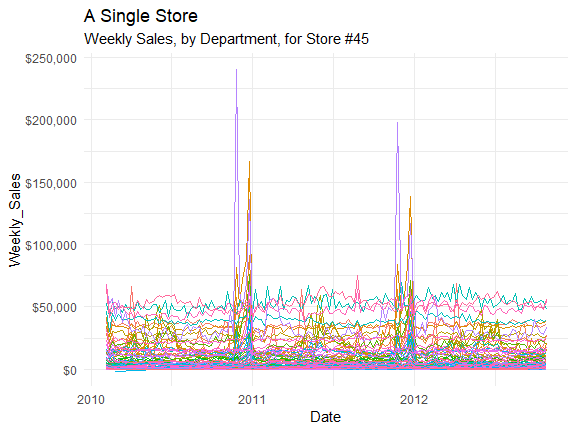 A Single Store
Weekly Sales, by Department, for Store #45
$250,000
$200,000
$150,000
$100,000
$50,000
$0
Weekly_Sales
2010
2011
2012
Date